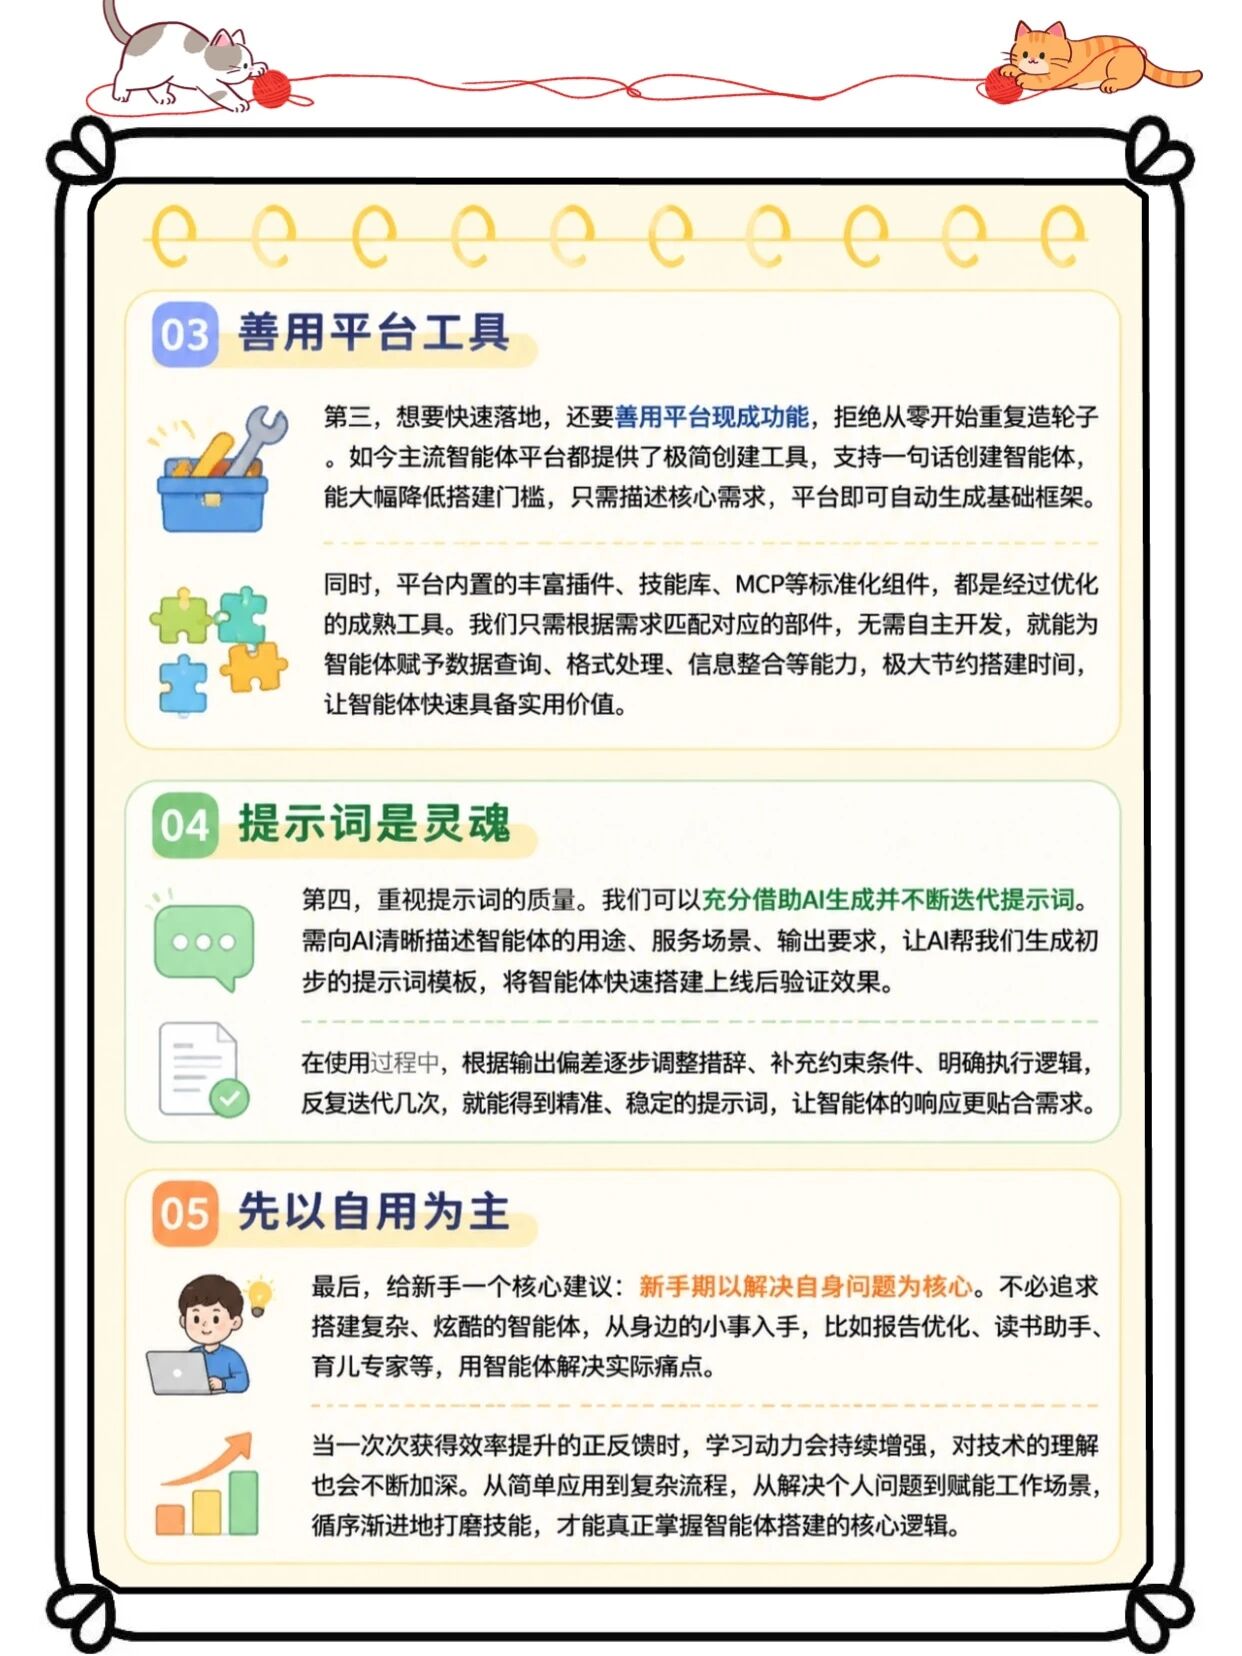 03 善用平台工具
第三，想要快速落地，还要善用平台现成功能，拒绝从零开始重复造轮子
。如今主流智能体平台都提供了极简创建工具，支持一句话创建智能体，
能大幅降低搭建门槛，只需描述核心需求，平台即可自动生成基础框架。
同时，平台内置的丰富插件、技能库、MCP等标准化组件，都是经过优化
的成熟工具。我们只需根据需求匹配对应的部件，无需自主开发，就能为
智能体赋予数据查询、格式处理、信息整合等能力，极大节约搭建时间，
让智能体快速具备实用价值。
04 提示词是灵魂
第四，重视提示词的质量。我们可以充分借助AI生成并不断迭代提示词。
需向AI清晰描述智能体的用途、服务场景、输出要求，让AI帮我们生成初
步的提示词模板，将智能体快速搭建上线后验证效果。
在使用过程中，根据输出偏差逐步调整措辞、补充约束条件、明确执行逻辑，
反复迭代几次，就能得到精准、稳定的提示词，让智能体的响应更贴合需求。
05 先以自用为主
最后，给新手一个核心建议：新手期以解决自身问题为核心。不必追求
搭建复杂、炫酷的智能体，从身边的小事入手，比如报告优化、读书助手、
育儿专家等，用智能体解决实际痛点。
当一次次获得效率提升的正反馈时，学习动力会持续增强，对技术的理解
也会不断加深。从简单应用到复杂流程，从解决个人问题到赋能工作场景，
循序渐进地打磨技能，才能真正掌握智能体搭建的核心逻辑。